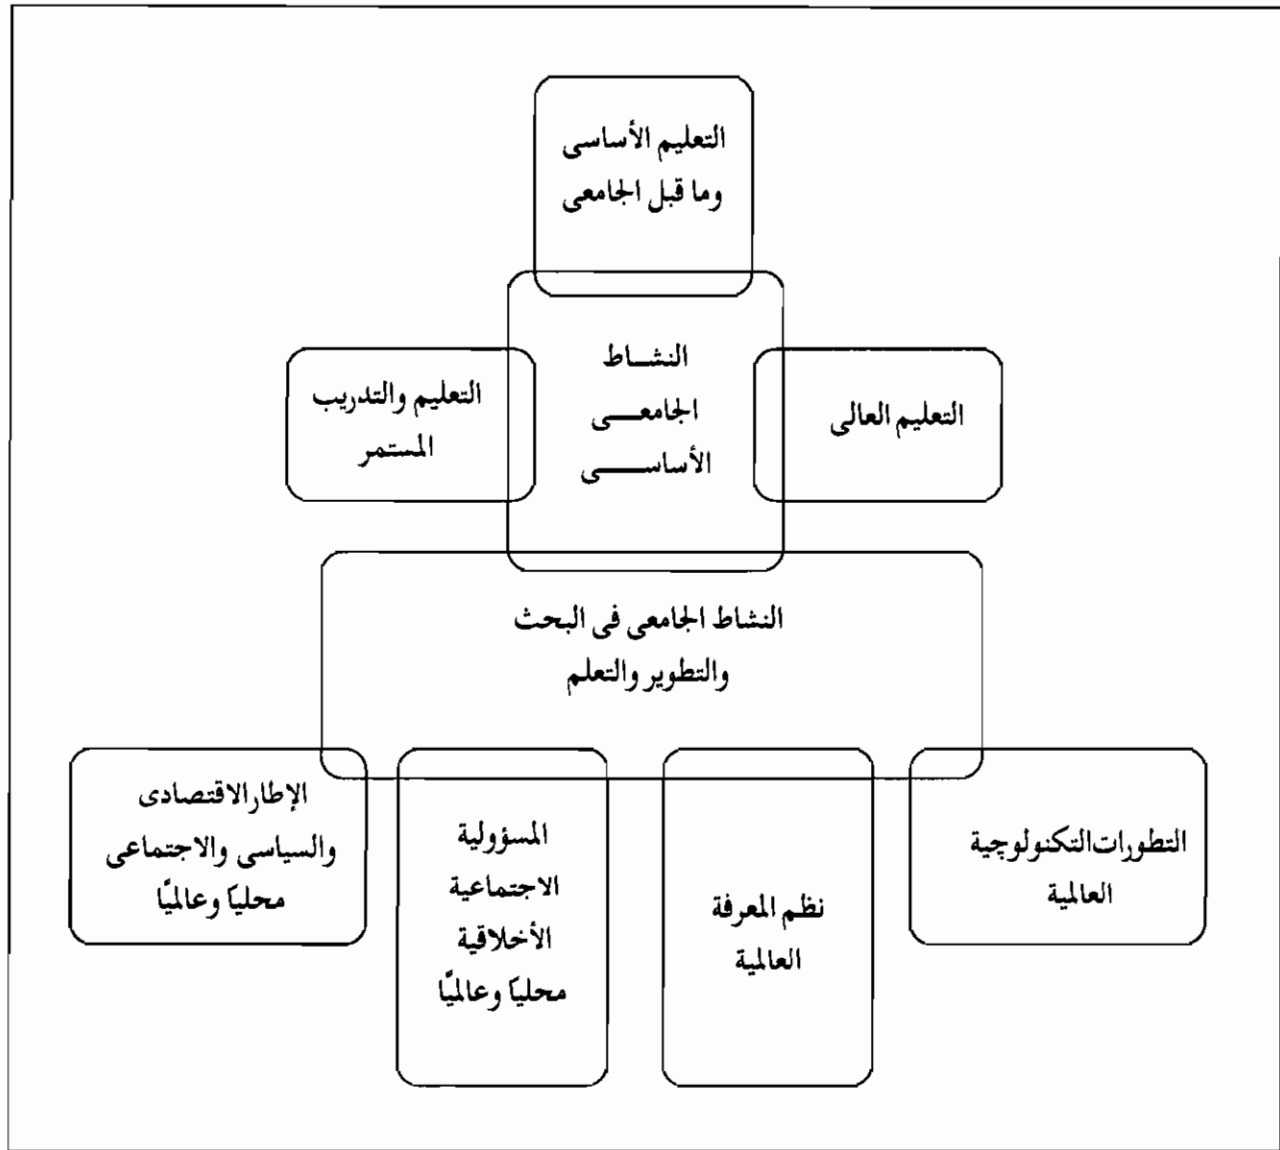 التعليم الأساسى
وما قبل الجامعى
النشـــاط
الجامعـــى
الأساســـى
التعليم العالى
التعليم والتدريب
المستمر
النشاط الجامعى فى البحث
والتطوير والتعلم
التطورات التكنولوچية
العالمية
نظم المعرفة
العالمية
المسؤولية
الاجتماعية
الأخلاقية
محليًا وعالميًّا
الإطار الاقتصادى
والسياسى والاجتماعى
محليًا وعالميًّا